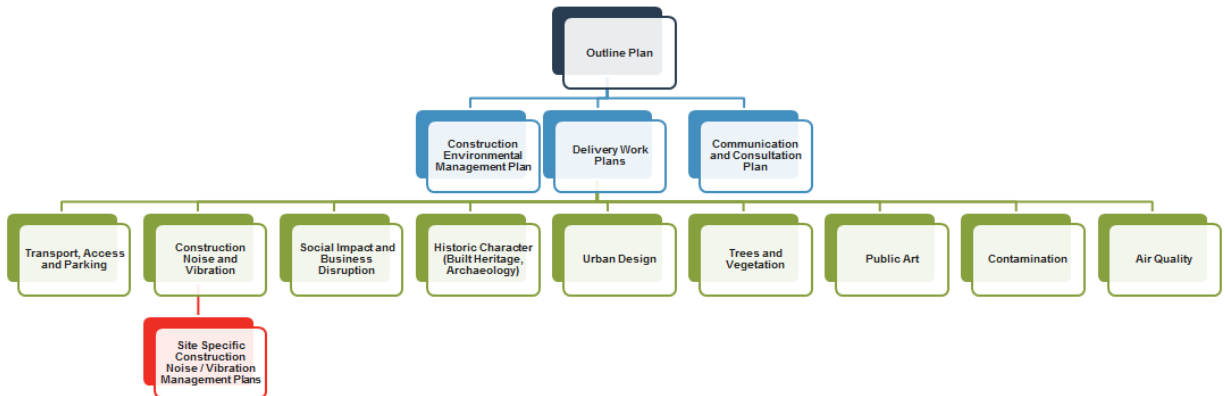 Outline Plan
Construction
Environmental
Management Plan
Delivery Work
Plans
Communication
and Consultation
Plan
Transport, Access
and Parking
Construction
Noise and
Vibration
Social Impact and
Business
Disruption
Historic Character
(Built Heritage,
Archaeology)
Urban Design
Trees and
Vegetation
Public Art
Contamination
Air Quality
Site Specific
Construction
Noise / Vibration
Management Plans